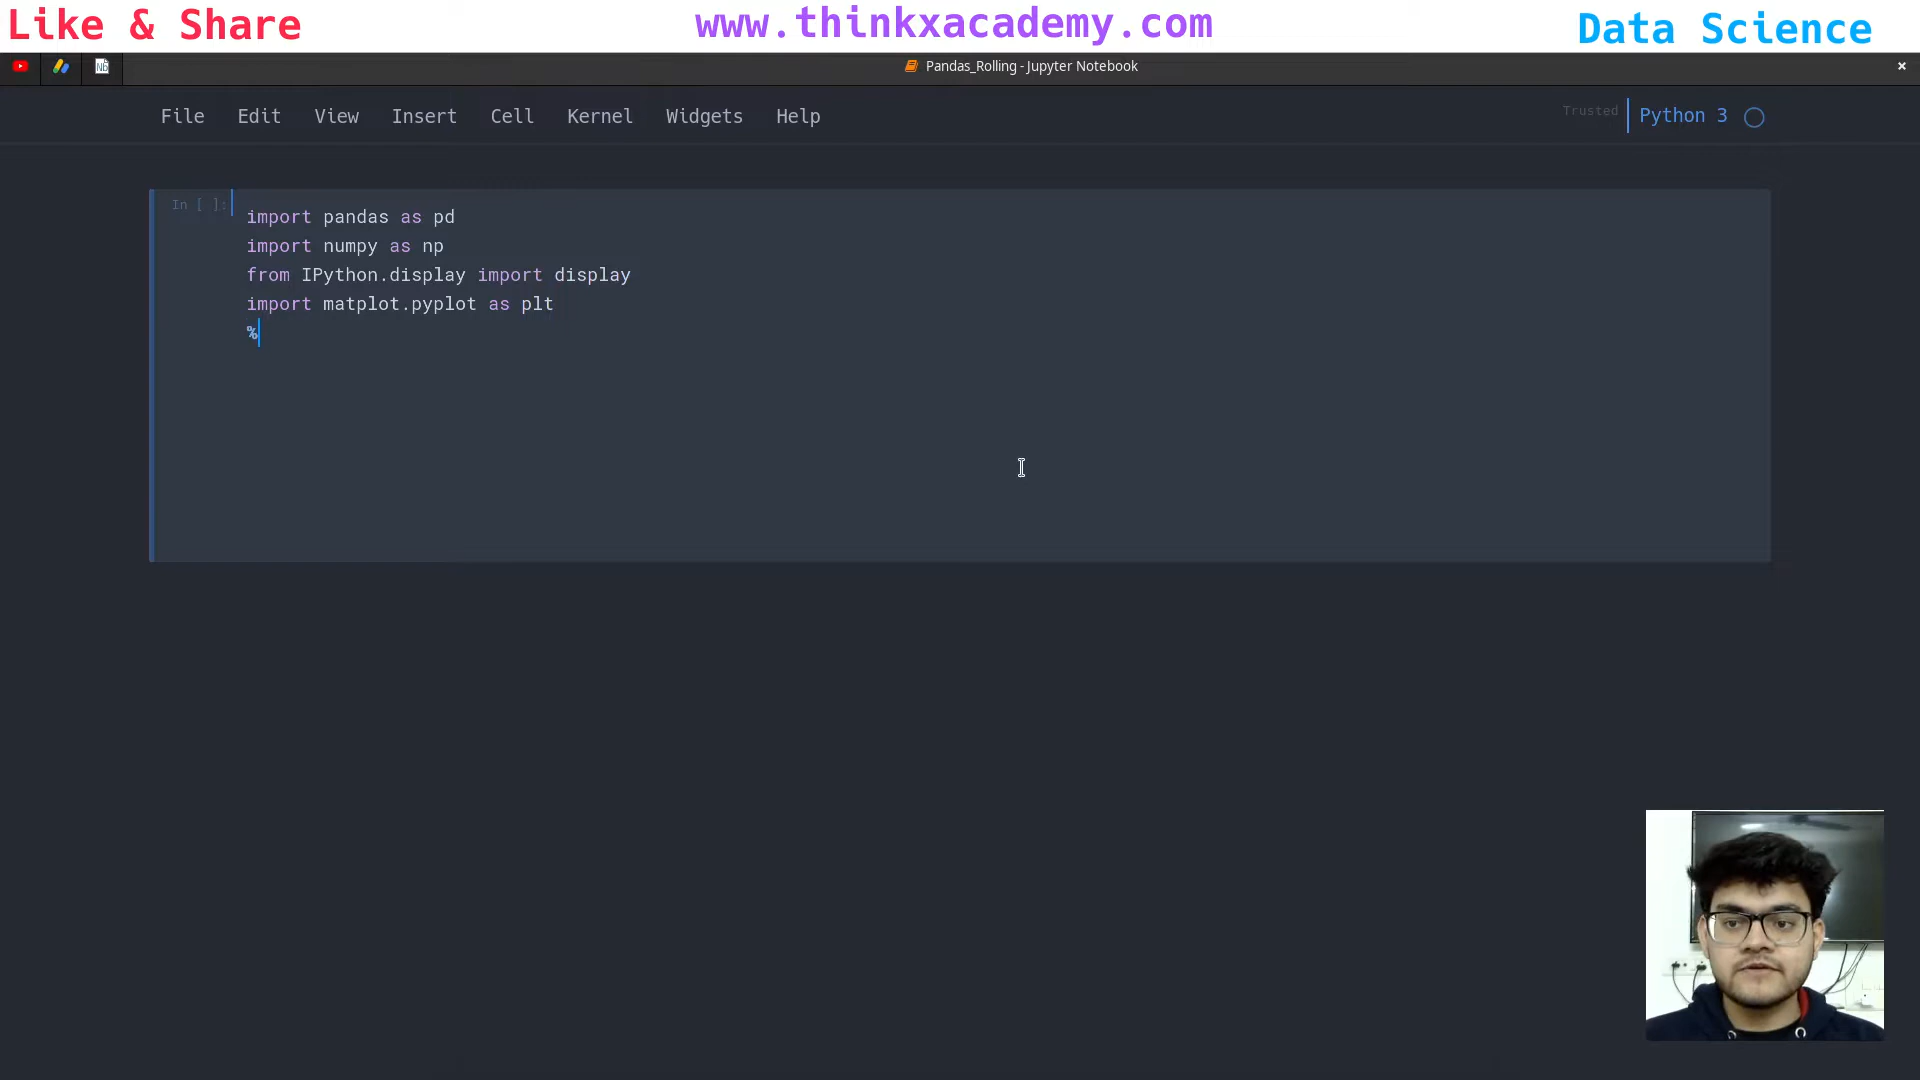 Like & Share
www.thinkxacademy.com
Data Science
Nb
Pandas_Rolling - Jupyter Notebook
×
File Edit View Insert Cell Kernel Widgets Help
Trusted
Python 3
In [ ]:
import pandas as pd
import numpy as np
from IPython.display import display
import matplot.pyplot as plt
%